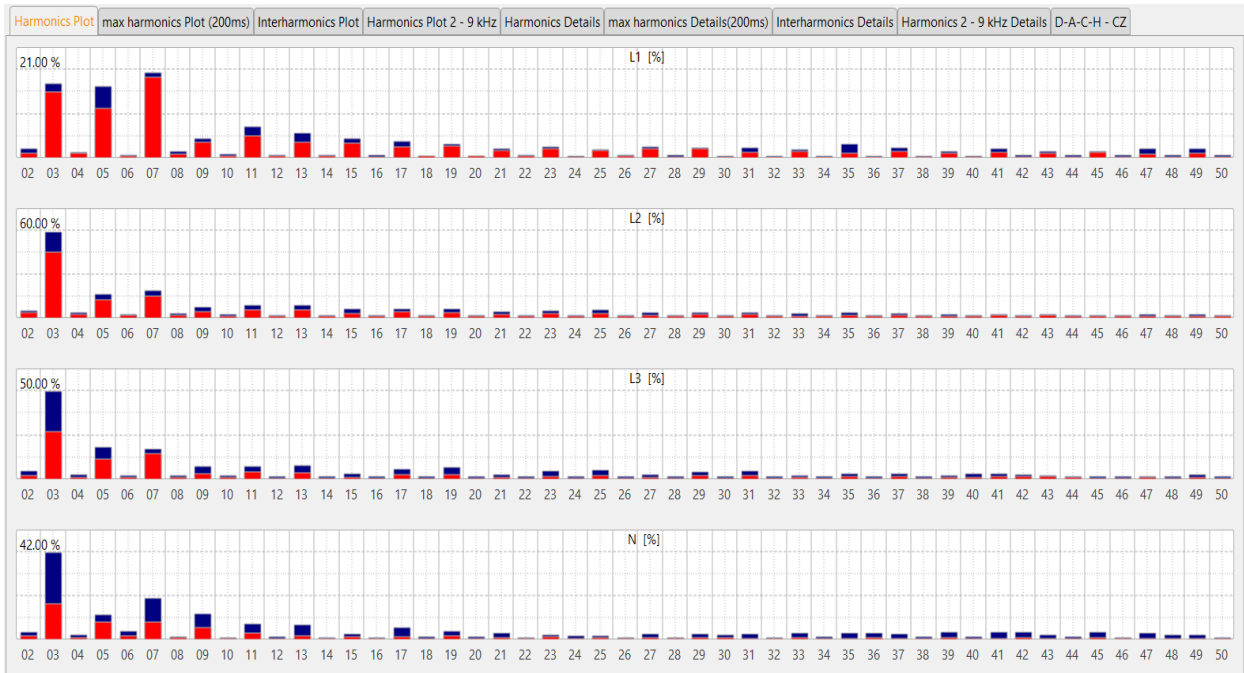 Harmonics Plot max harmonics Plot (200ms) Interharmonics Plot Harmonics Plot 2 - 9 kHz Harmonics Details max harmonics Details(200ms) Interharmonics Details Harmonics 2 - 9 kHz Details D-A-C-H - CZ
L1 [%]
21.00 %
02 03 04 05 06 07 08 09 10 11 12 13 14 15 16 17 18 19 20 21 22 23 24 25 26 27 28 29 30 31 32 33 34 35 36 37 38 39 40 41 42 43 44 45 46 47 48 49 50
L2 [%]
60.00 %
02 03 04 05 06 07 08 09 10 11 12 13 14 15 16 17 18 19 20 21 22 23 24 25 26 27 28 29 30 31 32 33 34 35 36 37 38 39 40 41 42 43 44 45 46 47 48 49 50
L3 [%]
50.00 %
02 03 04 05 06 07 08 09 10 11 12 13 14 15 16 17 18 19 20 21 22 23 24 25 26 27 28 29 30 31 32 33 34 35 36 37 38 39 40 41 42 43 44 45 46 47 48 49 50
N [%]
42.00 %
02 03 04 05 06 07 08 09 10 11 12 13 14 15 16 17 18 19 20 21 22 23 24 25 26 27 28 29 30 31 32 33 34 35 36 37 38 39 40 41 42 43 44 45 46 47 48 49 50